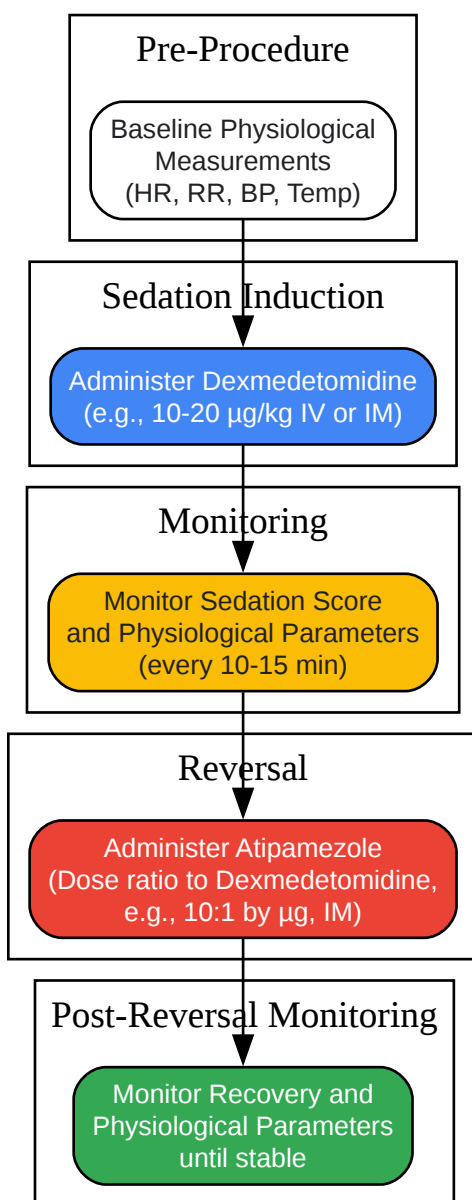 Pre-Procedure
Baseline Physiological
Measurements
(HR, RR, BP, Temp)
Sedation Induction
Administer Dexmedetomidine
(e.g., 10-20 µg/kg IV or IM)
Monitoring
Monitor Sedation Score
and Physiological Parameters
(every 10-15 min)
Reversal
Administer Atipamezole
(Dose ratio to Dexmedetomidine,
e.g., 10:1 by µg, IM)
Post-Reversal Monitoring
Monitor Recovery and
Physiological Parameters
until stable